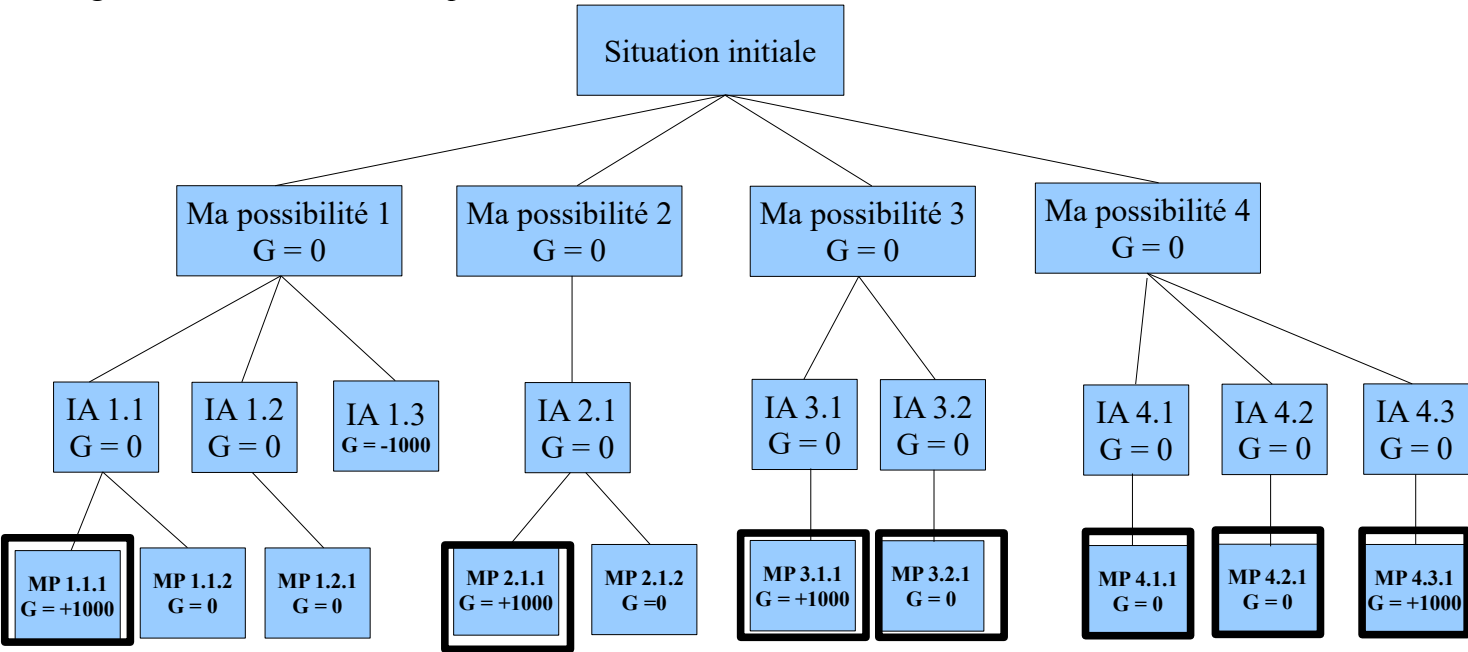 Situation initiale
Ma possibilité 1
G = 0
Ma possibilité 2
G = 0
Ma possibilité 3
G = 0
Ma possibilité 4
G = 0
IA 1.1
G = 0
IA 1.2
G = 0
IA 1.3
G = -1000
IA 2.1
G = 0
IA 3.1
G = 0
IA 3.2
G = 0
IA 4.1
G = 0
IA 4.2
G = 0
IA 4.3
G = 0
MP 1.1.1
G = +1000
MP 1.1.2
G = 0
MP 1.2.1
G = 0
MP 2.1.1
G = +1000
MP 2.1.2
G =0
MP 3.1.1
G = +1000
MP 3.2.1
G = 0
MP 4.1.1
G = 0
MP 4.2.1
G = 0
MP 4.3.1
G = +1000